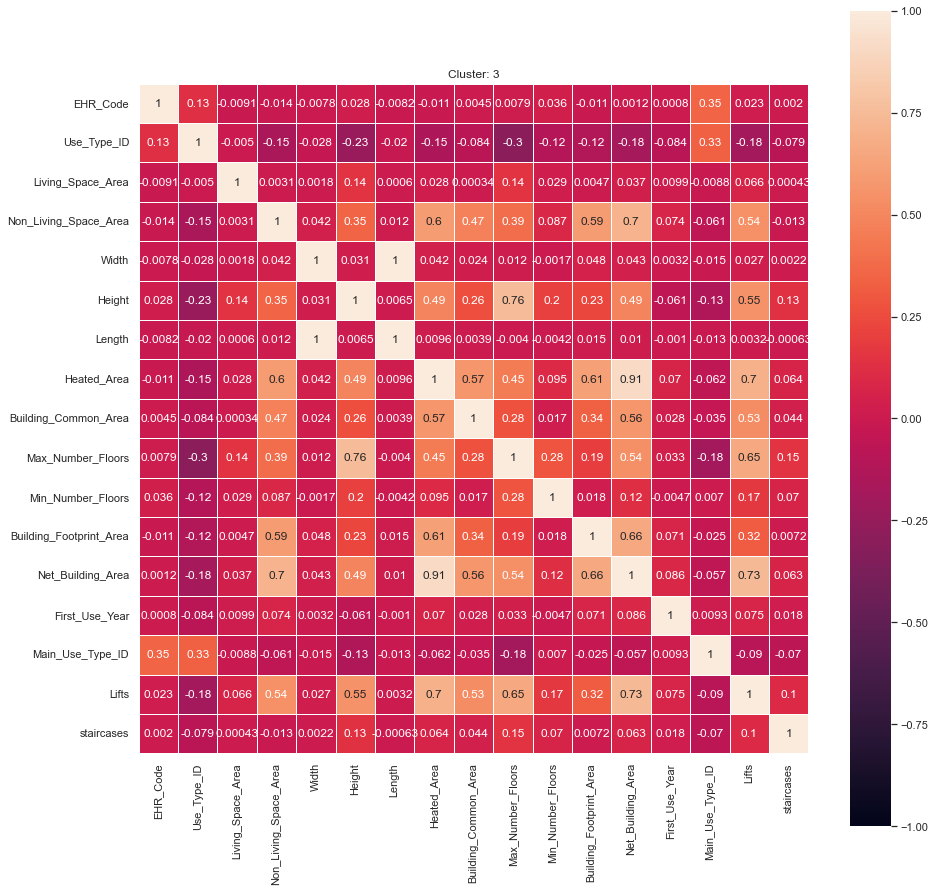 Cluster: 3
EHR_Code 1 0.13 -0.0091 -0.014 -0.0078 0.028 -0.0082 -0.011 0.0045 0.0079 0.036 -0.011 0.0012 0.0008 0.35 0.023 0.002
Use_Type_ID 0.13 1 -0.005 -0.15 -0.028 -0.23 -0.02 -0.15 -0.084 -0.3 -0.12 -0.12 -0.18 -0.084 0.33 -0.18 -0.079
Living_Space_Area -0.0091 -0.005 1 0.0031 0.0018 0.14 0.0006 0.028 0.00034 0.14 0.029 0.0047 0.037 0.0099 -0.0088 0.066 0.00043
Non_Living_Space_Area -0.014 -0.15 0.0031 1 0.042 0.35 0.012 0.6 0.47 0.39 0.087 0.59 0.7 0.074 -0.061 0.54 -0.013
Width -0.0078 -0.028 0.0018 0.042 1 0.031 1 0.042 0.024 0.012 -0.0017 0.048 0.043 0.0032 -0.015 0.027 0.0022
Height 0.028 -0.23 0.14 0.35 0.031 1 0.0065 0.49 0.26 0.76 0.2 0.23 0.49 -0.061 -0.13 0.55 0.13
Length -0.0082 -0.02 0.0006 0.012 1 0.0065 1 0.0096 0.0039 -0.004 -0.0042 0.015 0.01 -0.001 -0.013 0.0032 -0.00063
Heated_Area -0.011 -0.15 0.028 0.6 0.042 0.49 0.0096 1 0.57 0.45 0.095 0.61 0.91 0.07 -0.062 0.7 0.064
Building_Common_Area 0.0045 -0.084 0.00034 0.47 0.024 0.26 0.0039 0.57 1 0.28 0.017 0.34 0.56 0.028 -0.035 0.53 0.044
Max_Number_Floors 0.0079 -0.3 0.14 0.39 0.012 0.76 -0.004 0.45 0.28 1 0.28 0.19 0.54 0.033 -0.18 0.65 0.15
Min_Number_Floors 0.036 -0.12 0.029 0.087 -0.0017 0.2 -0.0042 0.095 0.017 0.28 1 0.018 0.12 -0.0047 0.007 0.17 0.07
Building_Footprint_Area -0.011 -0.12 0.0047 0.59 0.048 0.23 0.015 0.61 0.34 0.19 0.018 1 0.66 0.071 -0.025 0.32 0.0072
Net_Building_Area 0.0012 -0.18 0.037 0.7 0.043 0.49 0.01 0.91 0.56 0.54 0.12 0.66 1 0.086 -0.057 0.73 0.063
First_Use_Year 0.0008 -0.084 0.0099 0.074 0.0032 -0.061 -0.001 0.07 0.028 0.033 -0.0047 0.071 0.086 1 0.0093 0.075 0.018
Main_Use_Type_ID 0.35 0.33 -0.0088 -0.061 -0.015 -0.13 -0.013 -0.062 -0.035 -0.18 0.007 -0.025 -0.057 0.0093 1 -0.09 -0.07
Lifts 0.023 -0.18 0.066 0.54 0.027 0.55 0.0032 0.7 0.53 0.65 0.17 0.32 0.73 0.075 -0.09 1 0.1
staircases 0.002 -0.079 0.00043 -0.013 0.0022 0.13 -0.00063 0.064 0.044 0.15 0.07 0.0072 0.063 0.018 -0.07 0.1 1
EHR_Code
Use_Type_ID
Living_Space_Area
Non_Living_Space_Area
Width
Height
Length
Heated_Area
Building_Common_Area
Max_Number_Floors
Min_Number_Floors
Building_Footprint_Area
Net_Building_Area
First_Use_Year
Main_Use_Type_ID
Lifts
staircases
1.00
0.75
0.50
0.25
0.00
−0.25
−0.50
−0.75
−1.00